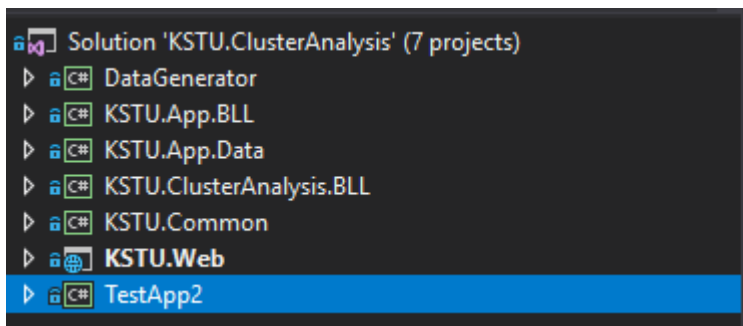 Solution 'KSTU.ClusterAnalysis' (7 projects)
C# DataGenerator
C# KSTU.App.BLL
C# KSTU.App.Data
C# KSTU.ClusterAnalysis.BLL
C# KSTU.Common
KSTU.Web
C# TestApp2